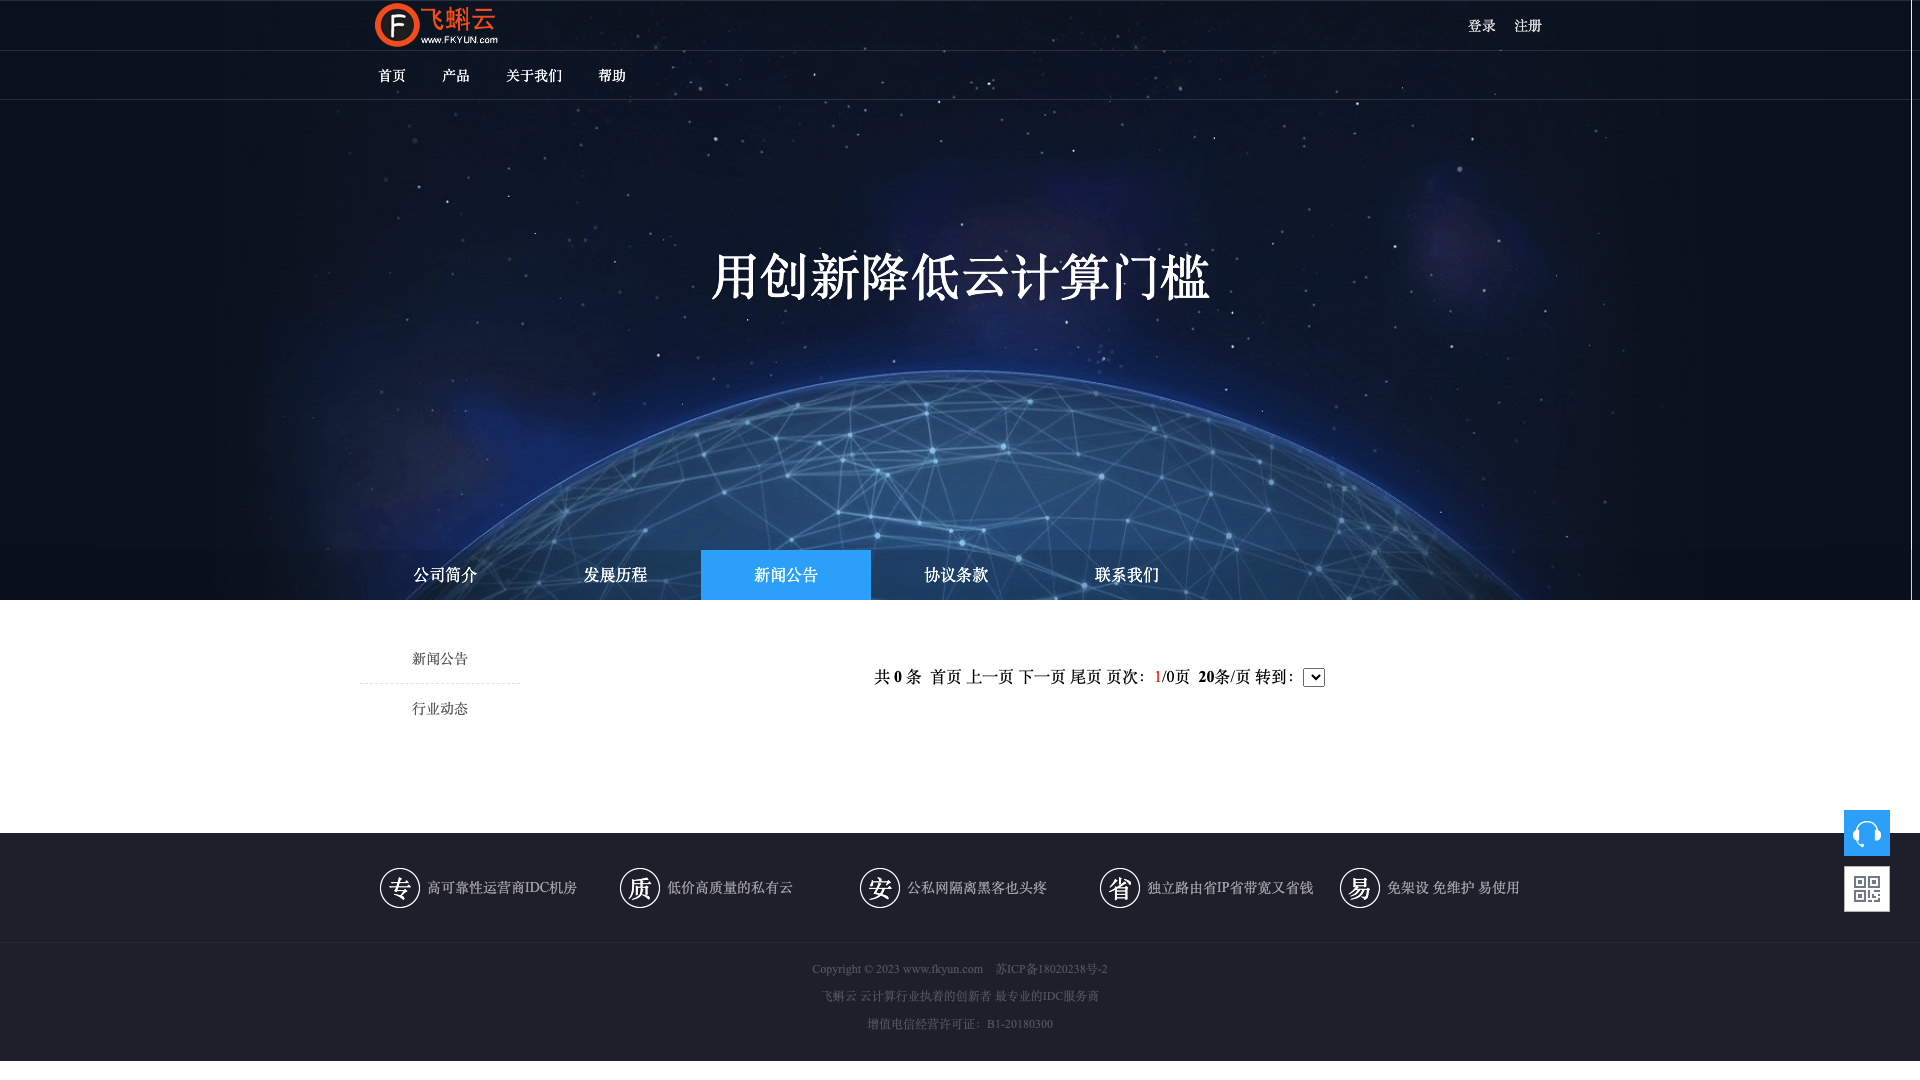 F 飞蝌云
www.FKYUN.com
登录 注册
首页 产品 关于我们 帮助
用创新降低云计算门槛
公司简介 发展历程 新闻公告 协议条款 联系我们
新闻公告
共 0 条 首页 上一页 下一页 尾页 页次：1/0页 20条/页 转到：
行业动态
专 高可靠性运营商IDC机房 质 低价高质量的私有云 安 公私网隔离黑客也头疼 省 独立路由省IP省带宽又省钱 易 免架设 免维护 易使用
Copyright © 2023 www.fkyun.com 苏ICP备18020238号-2
飞蝌云 云计算行业执着的创新者 最专业的IDC服务商
增值电信经营许可证：B1-20180300